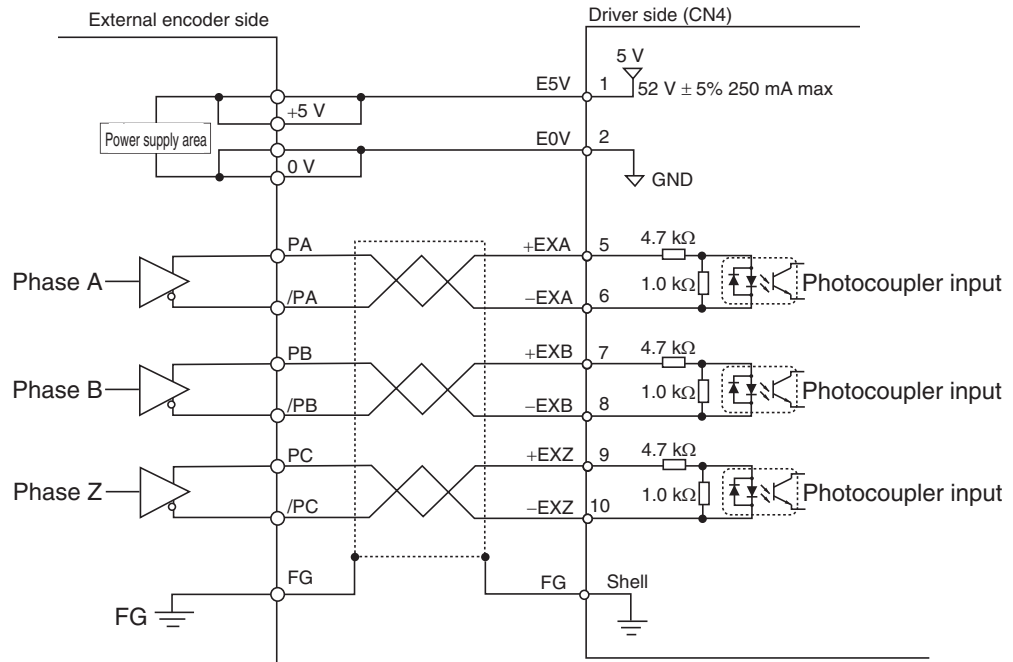 External encoder side
Driver side (CN4)
5 V
E5V
1
52 V ± 5% 250 mA max
+5 V
Power supply area
E0V
2
0 V
GND
PA
+EXA
5
4.7 kΩ
Phase A
1.0 kΩ
Photocoupler input
/PA
−EXA
6
PB
+EXB
7
4.7 kΩ
Phase B
1.0 kΩ
Photocoupler input
/PB
−EXB
8
PC
+EXZ
9
4.7 kΩ
Phase Z
1.0 kΩ
Photocoupler input
/PC
−EXZ
10
FG
FG
Shell
FG